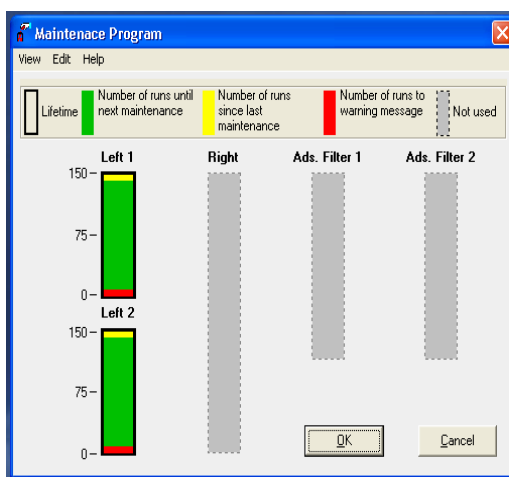 Maintenace Program
View Edit Help
Lifetime
Number of runs until
next maintenance
Number of runs
since last
maintenance
Number of runs to
warning message
Not used
Left 1
Right
Ads. Filter 1
Ads. Filter 2
150
75
0
Left 2
150
75
0
OK
Cancel